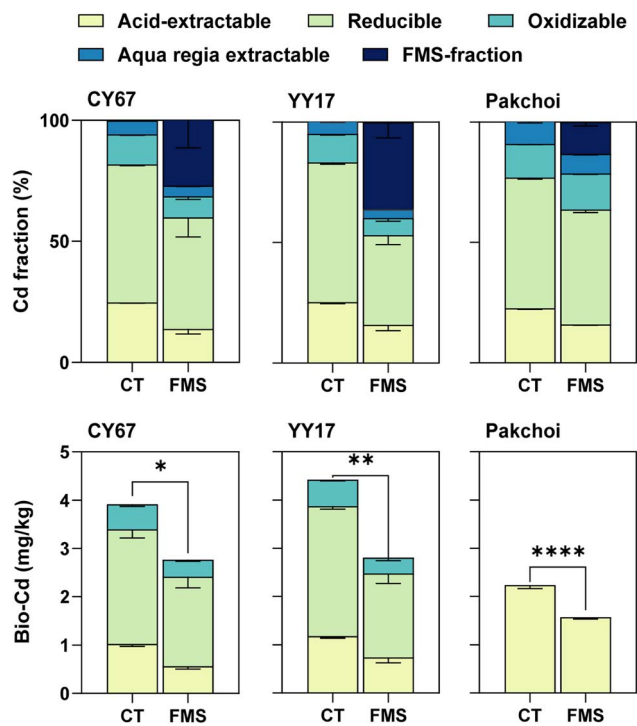 Acid-extractable Reducible Oxidizable
Aqua regia extractable FMS-fraction
CY67 YY17 Pakchoi
Cd fraction (%)
100
50
0
CT FMS CT FMS CT FMS
CY67 YY17 Pakchoi
Bio-Cd (mg/kg)
5
4
3
2
1
0
* ** ****
CT FMS CT FMS CT FMS